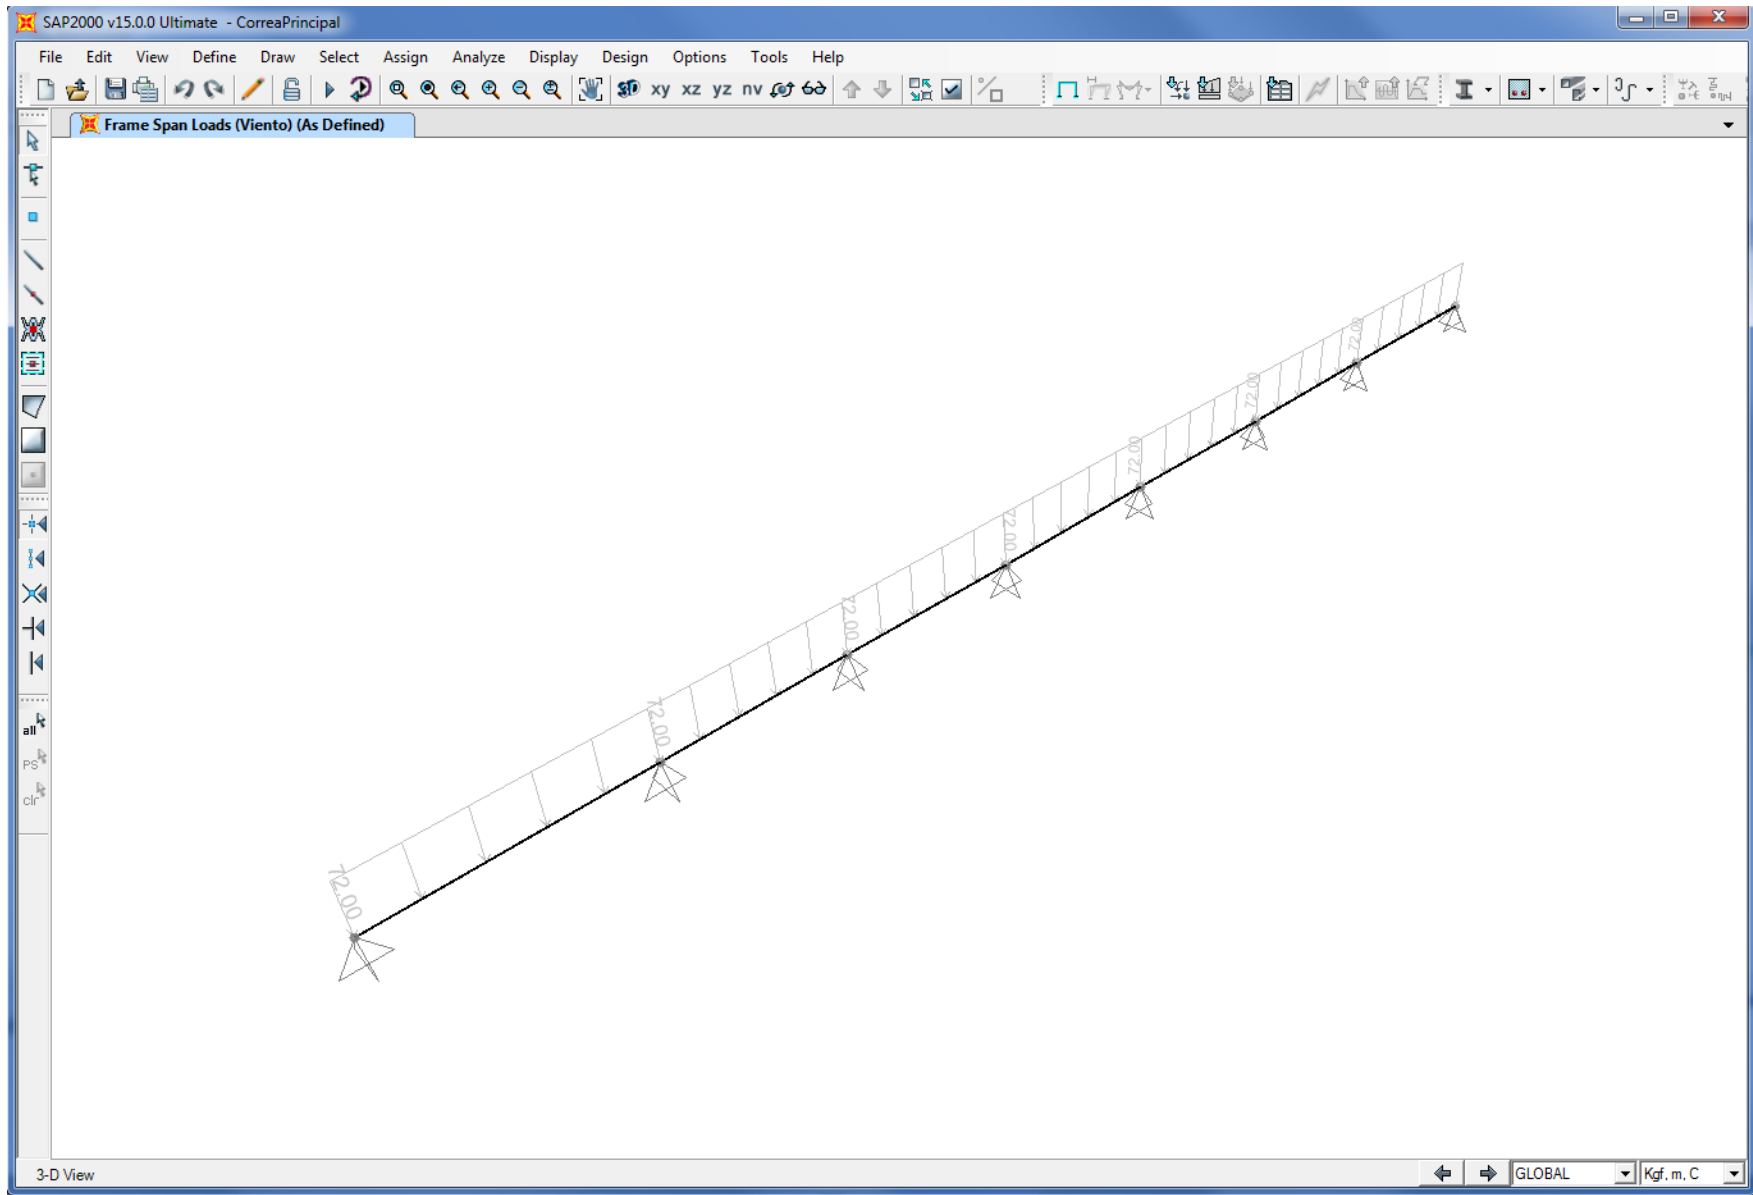 SAP2000 v15.0.0 Ultimate - CorreaPrincipal
File Edit View Define Draw Select Assign Analyze Display Design Options Tools Help
3D xy xz yz nv
Frame Span Loads (Viento) (As Defined)
72.00
72.00
72.00
72.00
72.00
72.00
72.00
all
PS
clr
3-D View
GLOBAL
Kgf, m, C